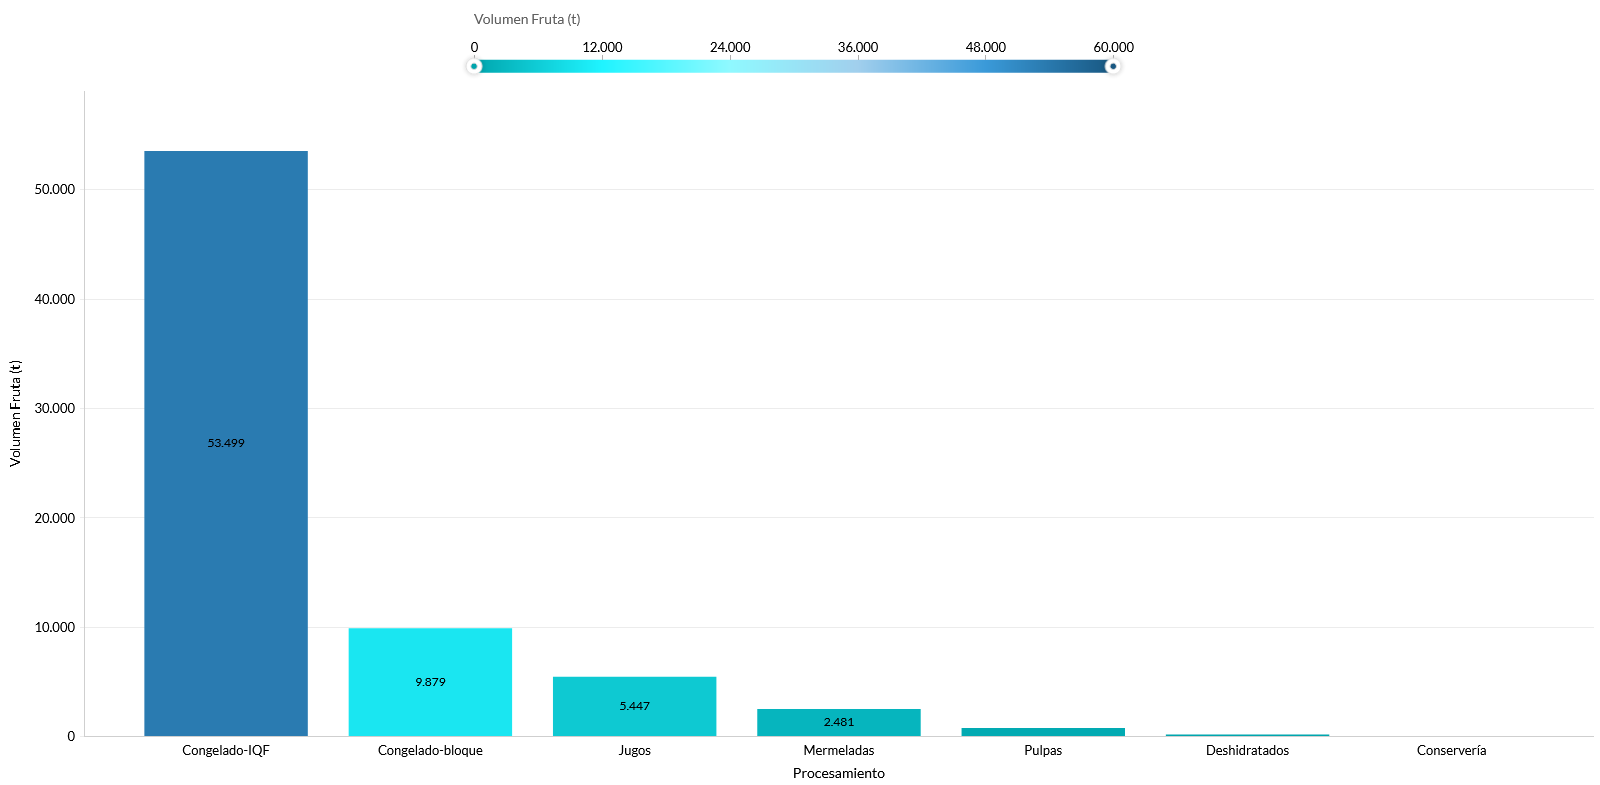 Volumen Fruta (t)
0 12.000 24.000 36.000 48.000 60.000
Volumen Fruta (t)
50.000
40.000
30.000
20.000
10.000
0
53.499
9.879
5.447
2.481
Congelado-IQF Congelado-bloque Jugos Mermeladas Pulpas Deshidratados Conservería
Procesamiento